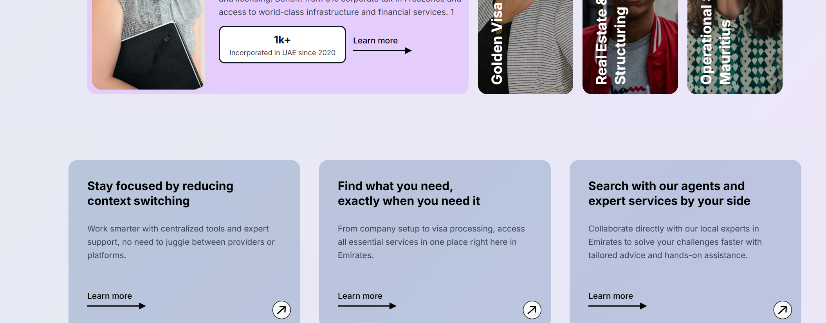 access to world-class infrastructure and financial services. 1
1k+
Incorporated in UAE since 2020
Learn more
Golden Visa
Real Estate &
Structuring
Operational
Mauritius
Stay focused by reducing
context switching
Work smarter with centralized tools and expert
support, no need to juggle between providers or
platforms.
Learn more
Find what you need,
exactly when you need it
From company setup to visa processing, access
all essential services in one place right here in
Emirates.
Learn more
Search with our agents and
expert services by your side
Collaborate directly with our local experts in
Emirates to solve your challenges faster with
tailored advice and hands-on assistance.
Learn more